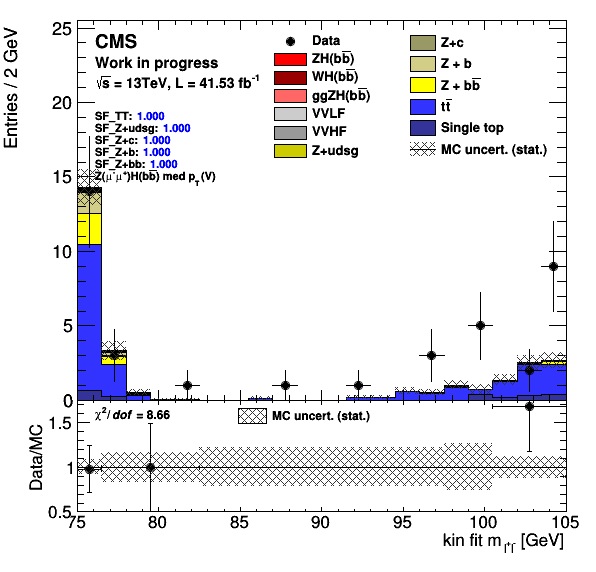 Entries / 2 GeV
25
20
15
10
5
0
CMS
Work in progress
√s = 13TeV, L = 41.53 fb⁻¹
SF_TT: 1.000
SF_Z+udsg: 1.000
SF_Z+c: 1.000
SF_Z+b: 1.000
SF_Z+bb: 1.000
Z(μ⁻μ⁺)H(bb̅) med p_T(V)
Data
ZH(bb̅)
WH(bb̅)
ggZH(bb̅)
VVLF
VVHF
Z+udsg
Z+c
Z + b
Z + bb̅
tt̅
Single top
MC uncert. (stat.)
Data/MC
1.5
1
0.5
χ²/dof = 8.66
MC uncert. (stat.)
75 80 85 90 95 100 105
kin fit m_l⁺l⁻ [GeV]